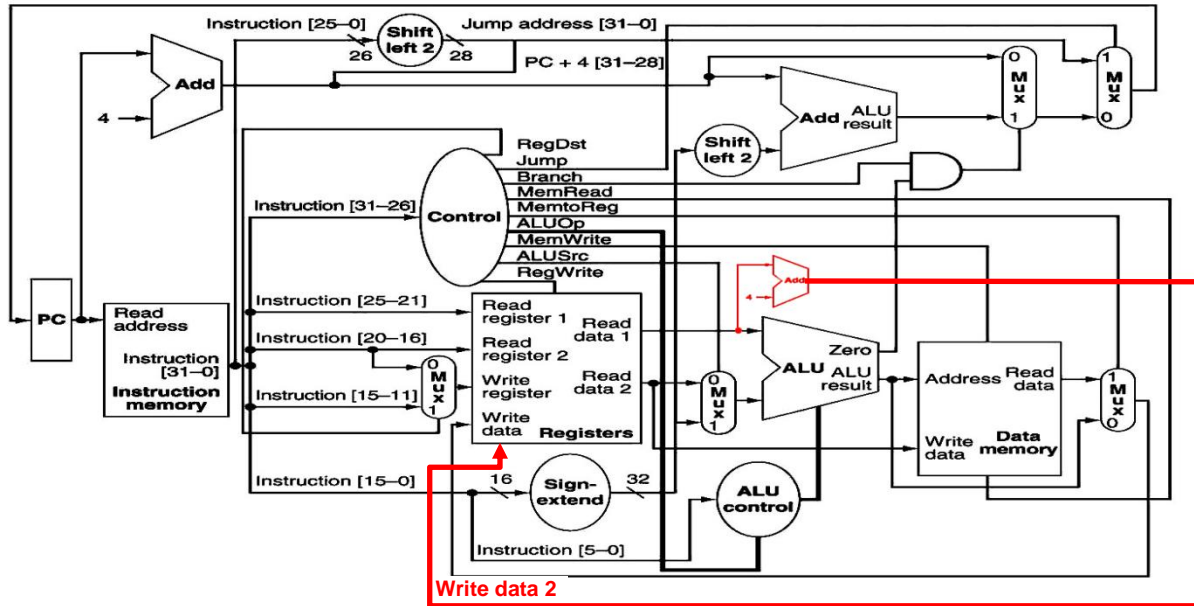 Instruction [25–0]
Shift
left 2
Jump address [31–0]
26
28
PC + 4 [31–28]
Add
4
0
M
u
x
1
1
M
u
x
0
Add
ALU
result
Shift
left 2
RegDst
Jump
Branch
MemRead
MemtoReg
ALUOp
MemWrite
ALUSrc
RegWrite
Control
Instruction [31–26]
Add
4
PC
Read
address
Instruction
[31–0]
Instruction
memory
Instruction [25–21]
Instruction [20–16]
Instruction [15–11]
0
M
u
x
1
Read
register 1
Read
register 2
Write
register
Write
data
Read
data 1
Read
data 2
Registers
0
M
u
x
1
Zero
ALU
ALU
result
Address
Read
data
Write
data
Data
memory
1
M
u
x
0
Instruction [15–0]
16
Sign-
extend
32
ALU
control
Instruction [5–0]
Write data 2